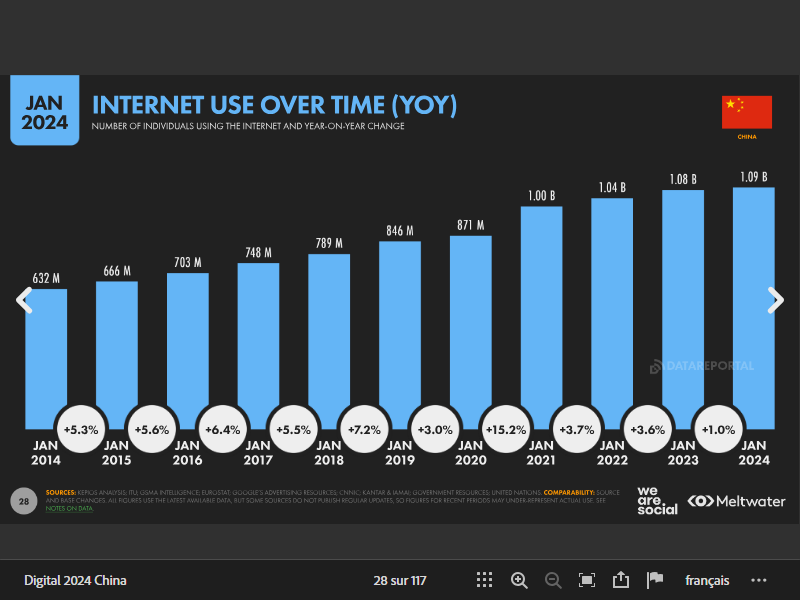 JAN
2024
INTERNET USE OVER TIME (YOY)
NUMBER OF INDIVIDUALS USING THE INTERNET AND YEAR-ON-YEAR CHANGE
CHINA
632 M
666 M
703 M
748 M
789 M
846 M
871 M
1.00 B
1.04 B
1.08 B
1.09 B
DATAREPORTAL
+5.3%
+5.6%
+6.4%
+5.5%
+7.2%
+3.0%
+15.2%
+3.7%
+3.6%
+1.0%
JAN
2014
JAN
2015
JAN
2016
JAN
2017
JAN
2018
JAN
2019
JAN
2020
JAN
2021
JAN
2022
JAN
2023
JAN
2024
28
SOURCES: KEPIOS ANALYSIS; ITU; GSMA INTELLIGENCE; EUROSTAT; GOOGLE'S ADVERTISING RESOURCES; CNNIC; KANTAR & IAMAI; GOVERNMENT RESOURCES; UNITED NATIONS. COMPARABILITY: SOURCE
AND BASE CHANGES. ALL FIGURES USE THE LATEST AVAILABLE DATA, BUT SOME SOURCES DO NOT PUBLISH REGULAR UPDATES, SO FIGURES FOR RECENT PERIODS MAY UNDER-REPRESENT ACTUAL USE. SEE
NOTES ON DATA.
we
are.
social
Meltwater
Digital 2024 China
28 sur 117
français